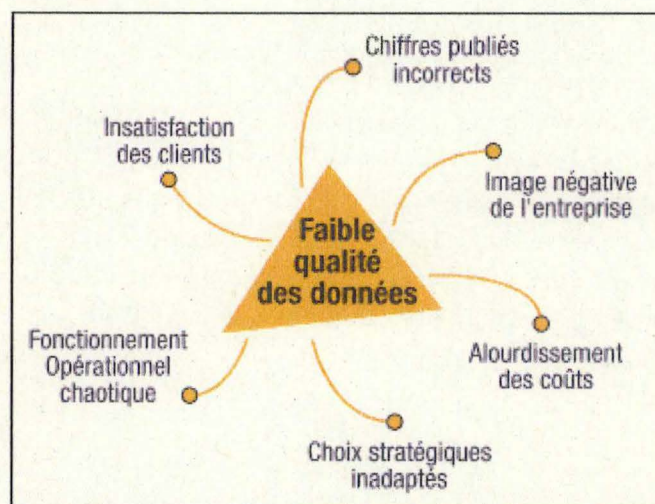 Chiffres publiés
incorrects
Insatisfaction
des clients
Image négative
de l'entreprise
Faible
qualité
des données
Fonctionnement
Opérationnel
chaotique
Alourdissement
des coûts
Choix stratégiques
inadaptés